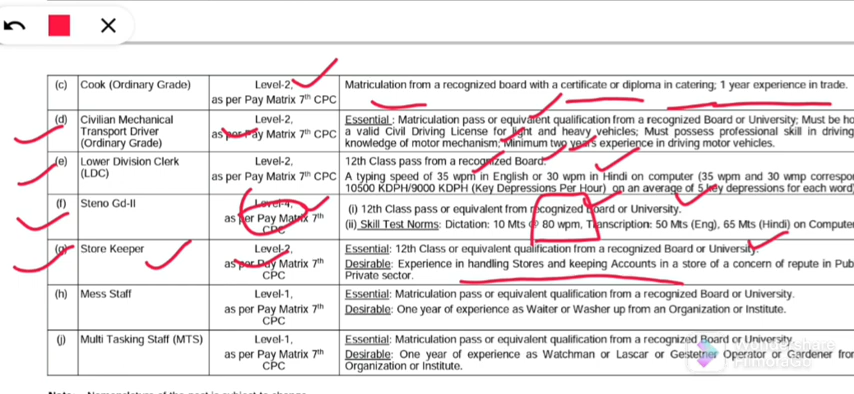 (c) Cook (Ordinary Grade) Level-2, Matriculation from a recognized board with a certificate or diploma in catering; 1 year experience in trade.
as per Pay Matrix 7th CPC
(d) Civilian Mechanical Level-2, Essential : Matriculation pass or equivalent qualification from a recognized Board or University; Must be ho
Transport Driver as per Pay Matrix 7th CPC a valid Civil Driving License for light and heavy vehicles; Must possess professional skill in driving
(Ordinary Grade) knowledge of motor mechanism; Minimum two years experience in driving motor vehicles.
(e) Lower Division Clerk Level-2, 12th Class pass from a recognized Board.
(LDC) as per Pay Matrix 7th CPC A typing speed of 35 wpm in English or 30 wpm in Hindi on computer (35 wpm and 30 wmp correspo
10500 KDPH/9000 KDPH (Key Depressions Per Hour) on an average of 5 key depressions for each word
(f) Steno Gd-II Level-4, (i) 12th Class pass or equivalent from recognized Board or University.
as per Pay Matrix 7th (ii) Skill Test Norms: Dictation: 10 Mts @ 80 wpm, Transcription: 50 Mts (Eng), 65 Mts (Hindi) on Compute
CPC
(g) Store Keeper Level-2, Essential: 12th Class or equivalent qualification from a recognized Board or University.
as per Pay Matrix 7th Desirable: Experience in handling Stores and keeping Accounts in a store of a concern of repute in Pub
CPC Private sector.
(h) Mess Staff Level-1, Essential: Matriculation pass or equivalent qualification from a recognized Board or University.
as per Pay Matrix 7th Desirable: One year of experience as Waiter or Washer up from an Organization or Institute.
CPC
(j) Multi Tasking Staff (MTS) Level-1, Essential: Matriculation pass or equivalent qualification from a recognized Board or University.
as per Pay Matrix 7th Desirable: One year of experience as Watchman or Lascar or Gestetner Operator or Gardener from
CPC Organization or Institute.
Wondershare
Filmora